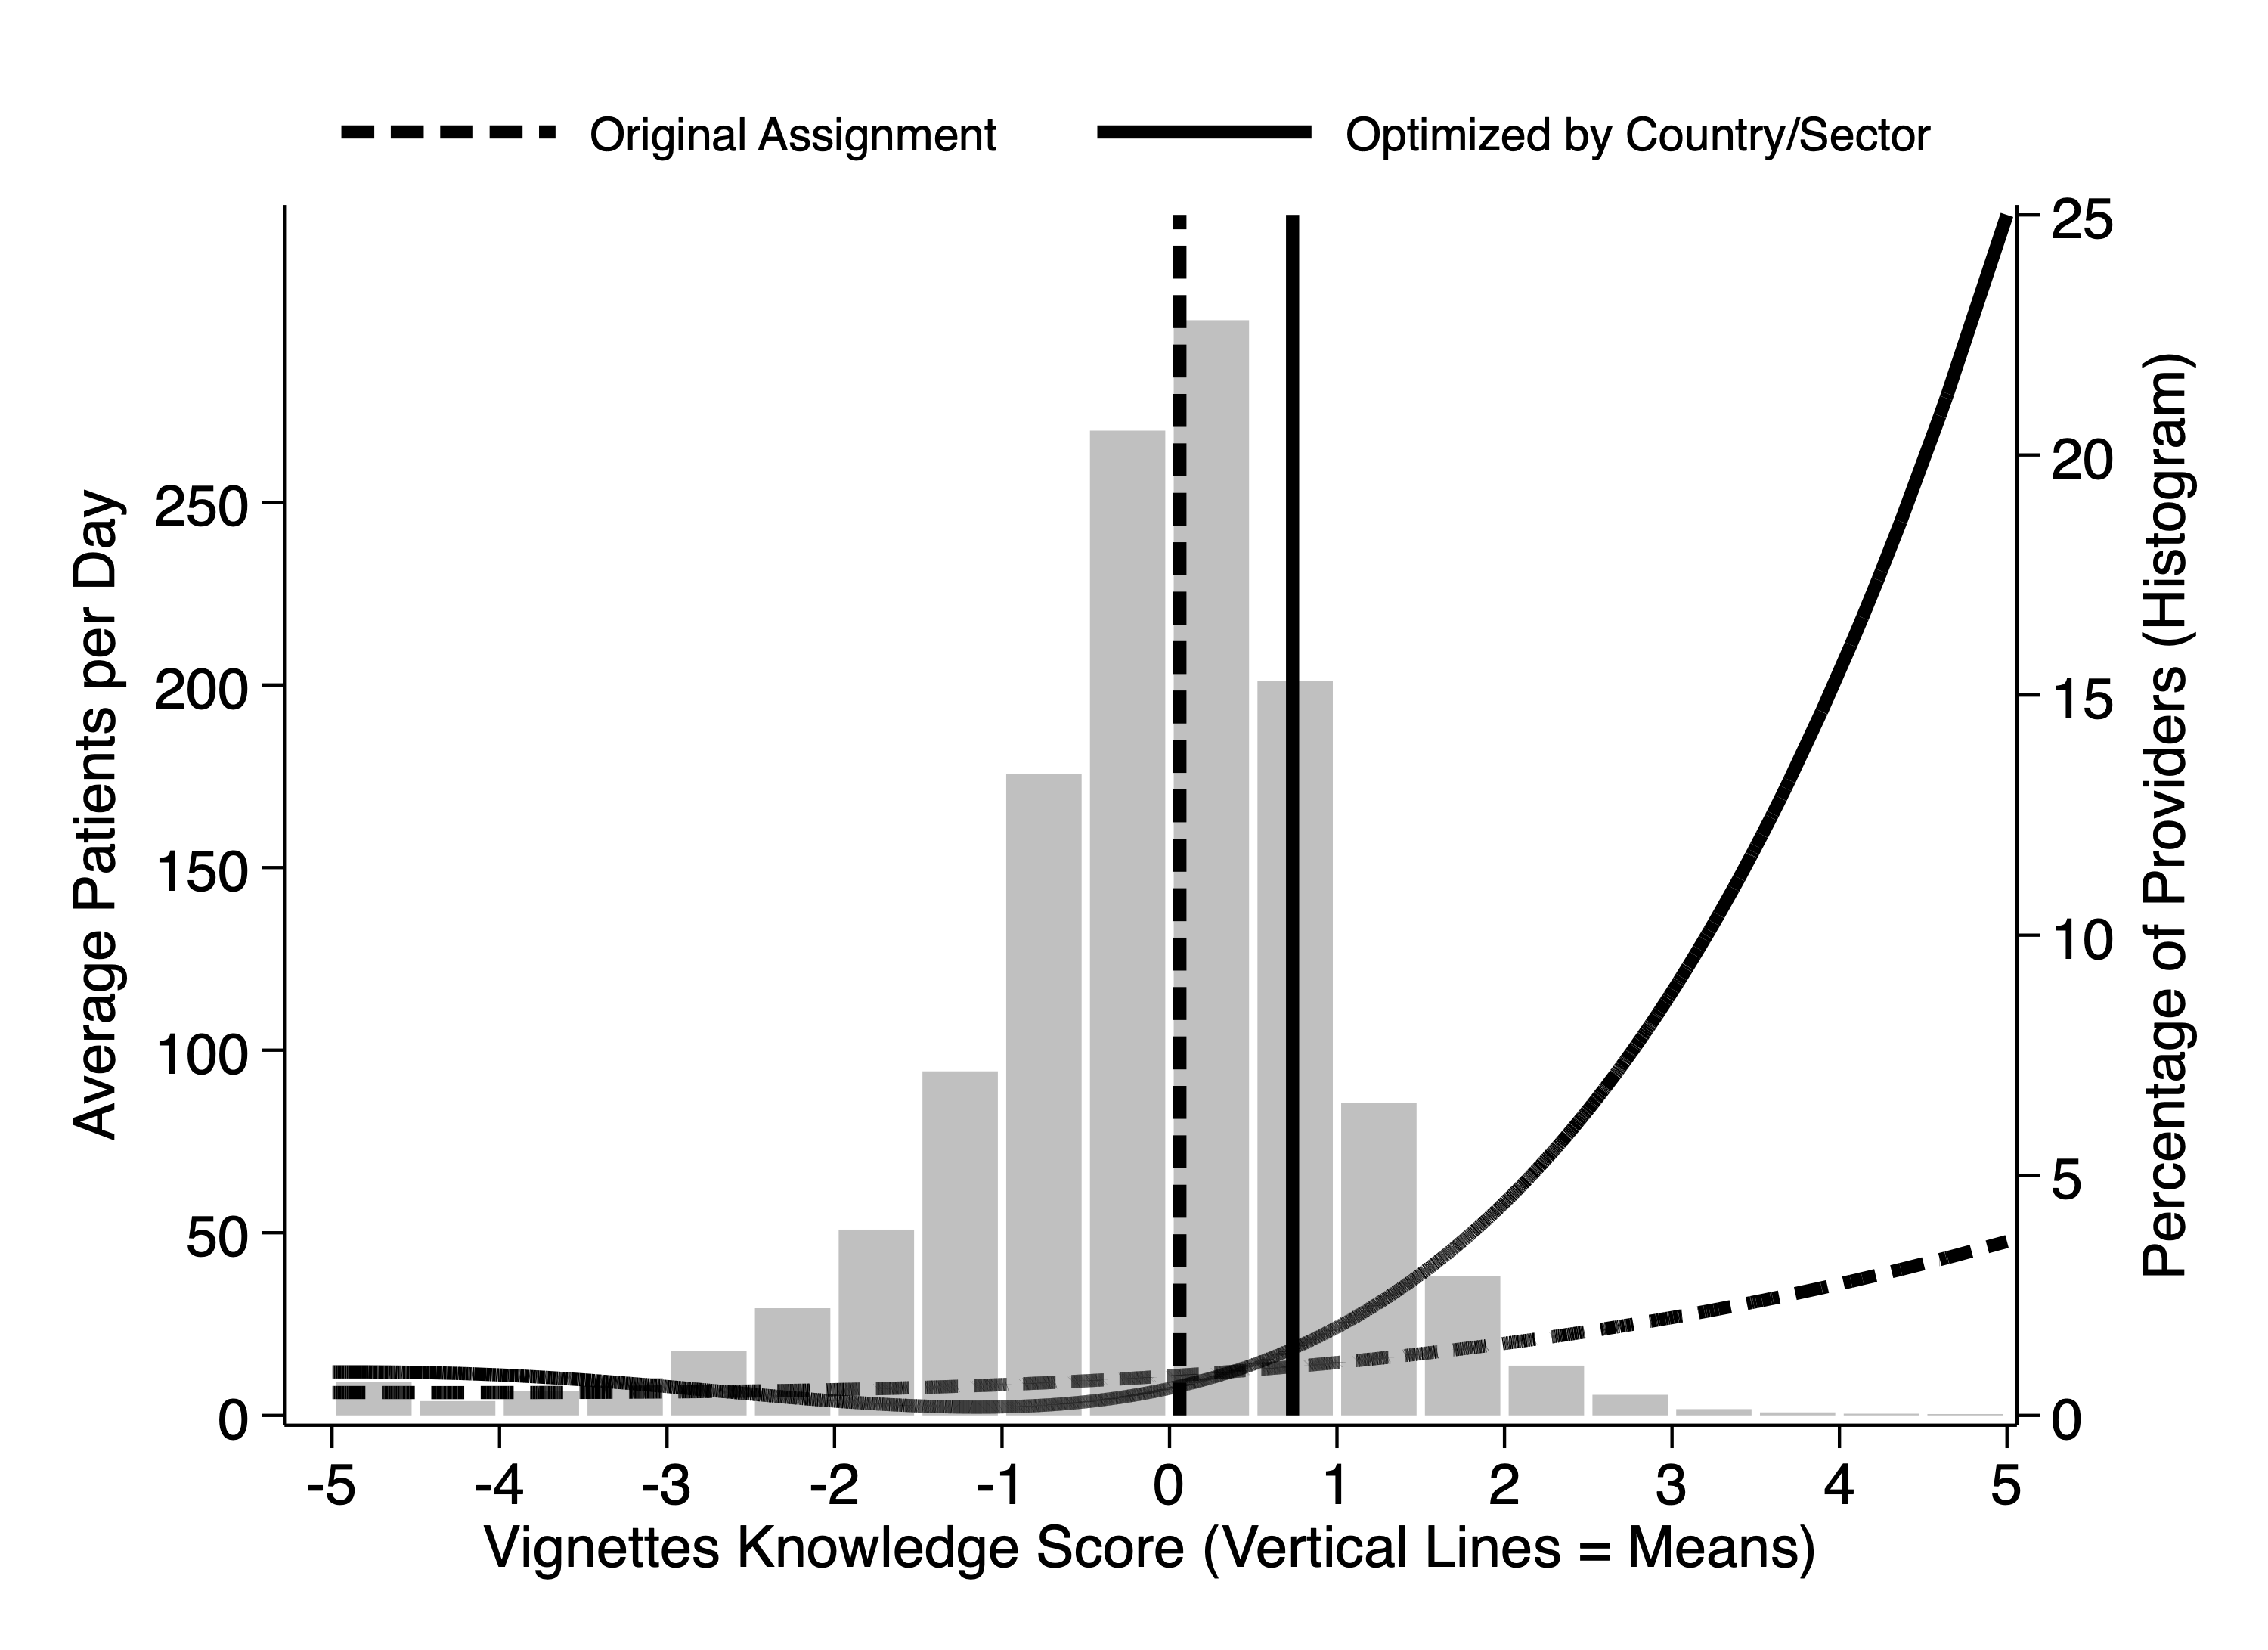 Original Assignment
Optimized by Country/Sector
Average Patients per Day
250
200
150
100
50
0
25
20
15
10
5
0
Percentage of Providers (Histogram)
-5 -4 -3 -2 -1 0 1 2 3 4 5
Vignettes Knowledge Score (Vertical Lines = Means)